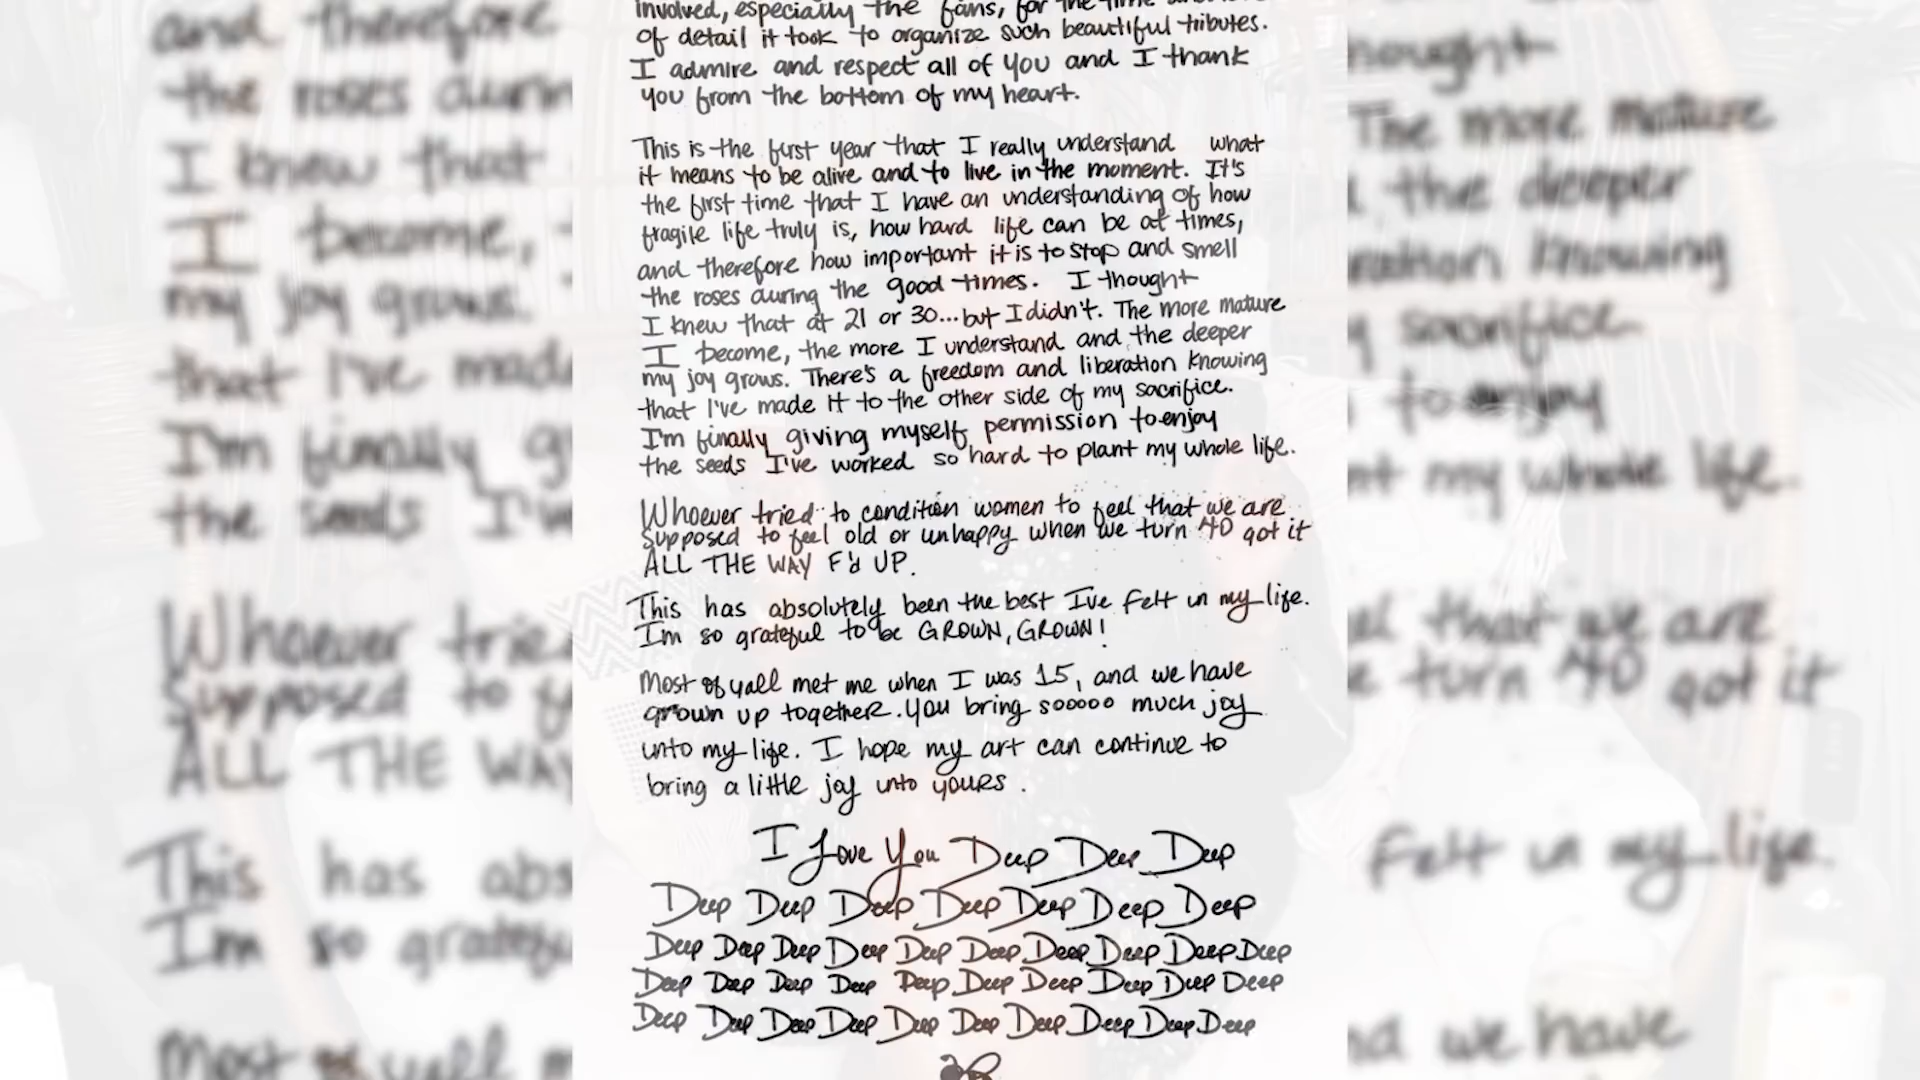 involved, especially the fans, for the time
of detail it took to organize such beautiful tributes.
I admire and respect all of you and I thank
you from the bottom of my heart.
This is the first year that I really understand what
it means to be alive and to live in the moment. It's
the first time that I have an understanding of how
fragile life truly is, how hard life can be at times,
and therefore how important it is to stop and smell
the roses during the good times. I thought
I knew that at 21 or 30...but I didn't. The more mature
I become, the more I understand and the deeper
my joy grows. There's a freedom and liberation knowing
that I've made it to the other side of my sacrifice.
I'm finally giving myself permission to enjoy
the seeds I've worked so hard to plant my whole life.
Whoever tried to condition women to feel that we are
supposed to feel old or unhappy when we turn 40 got it
ALL THE WAY F'd UP.
This has absolutely been the best I've felt in my life.
I'm so grateful to be GROWN, GROWN!
Most of yall met me when I was 15, and we have
grown up together. You bring sooooo much joy
unto my life. I hope my art can continue to
bring a little joy unto yours.
I Love You Deep Deep Deep
Deep Deep Deep Deep Deep Deep Deep
Deep Deep Deep Deep Deep Deep Deep Deep Deep Deep
Deep Deep Deep Deep Deep Deep Deep Deep Deep Deep
Deep Deep Deep Deep Deep Deep Deep Deep Deep Deep